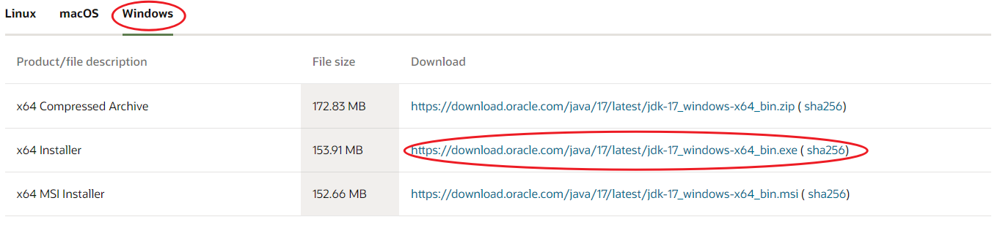 Linux macOS Windows
Product/file description File size Download
x64 Compressed Archive 172.83 MB https://download.oracle.com/java/17/latest/jdk-17_windows-x64_bin.zip ( sha256)
x64 Installer 153.91 MB https://download.oracle.com/java/17/latest/jdk-17_windows-x64_bin.exe ( sha256)
x64 MSI Installer 152.66 MB https://download.oracle.com/java/17/latest/jdk-17_windows-x64_bin.msi ( sha256)